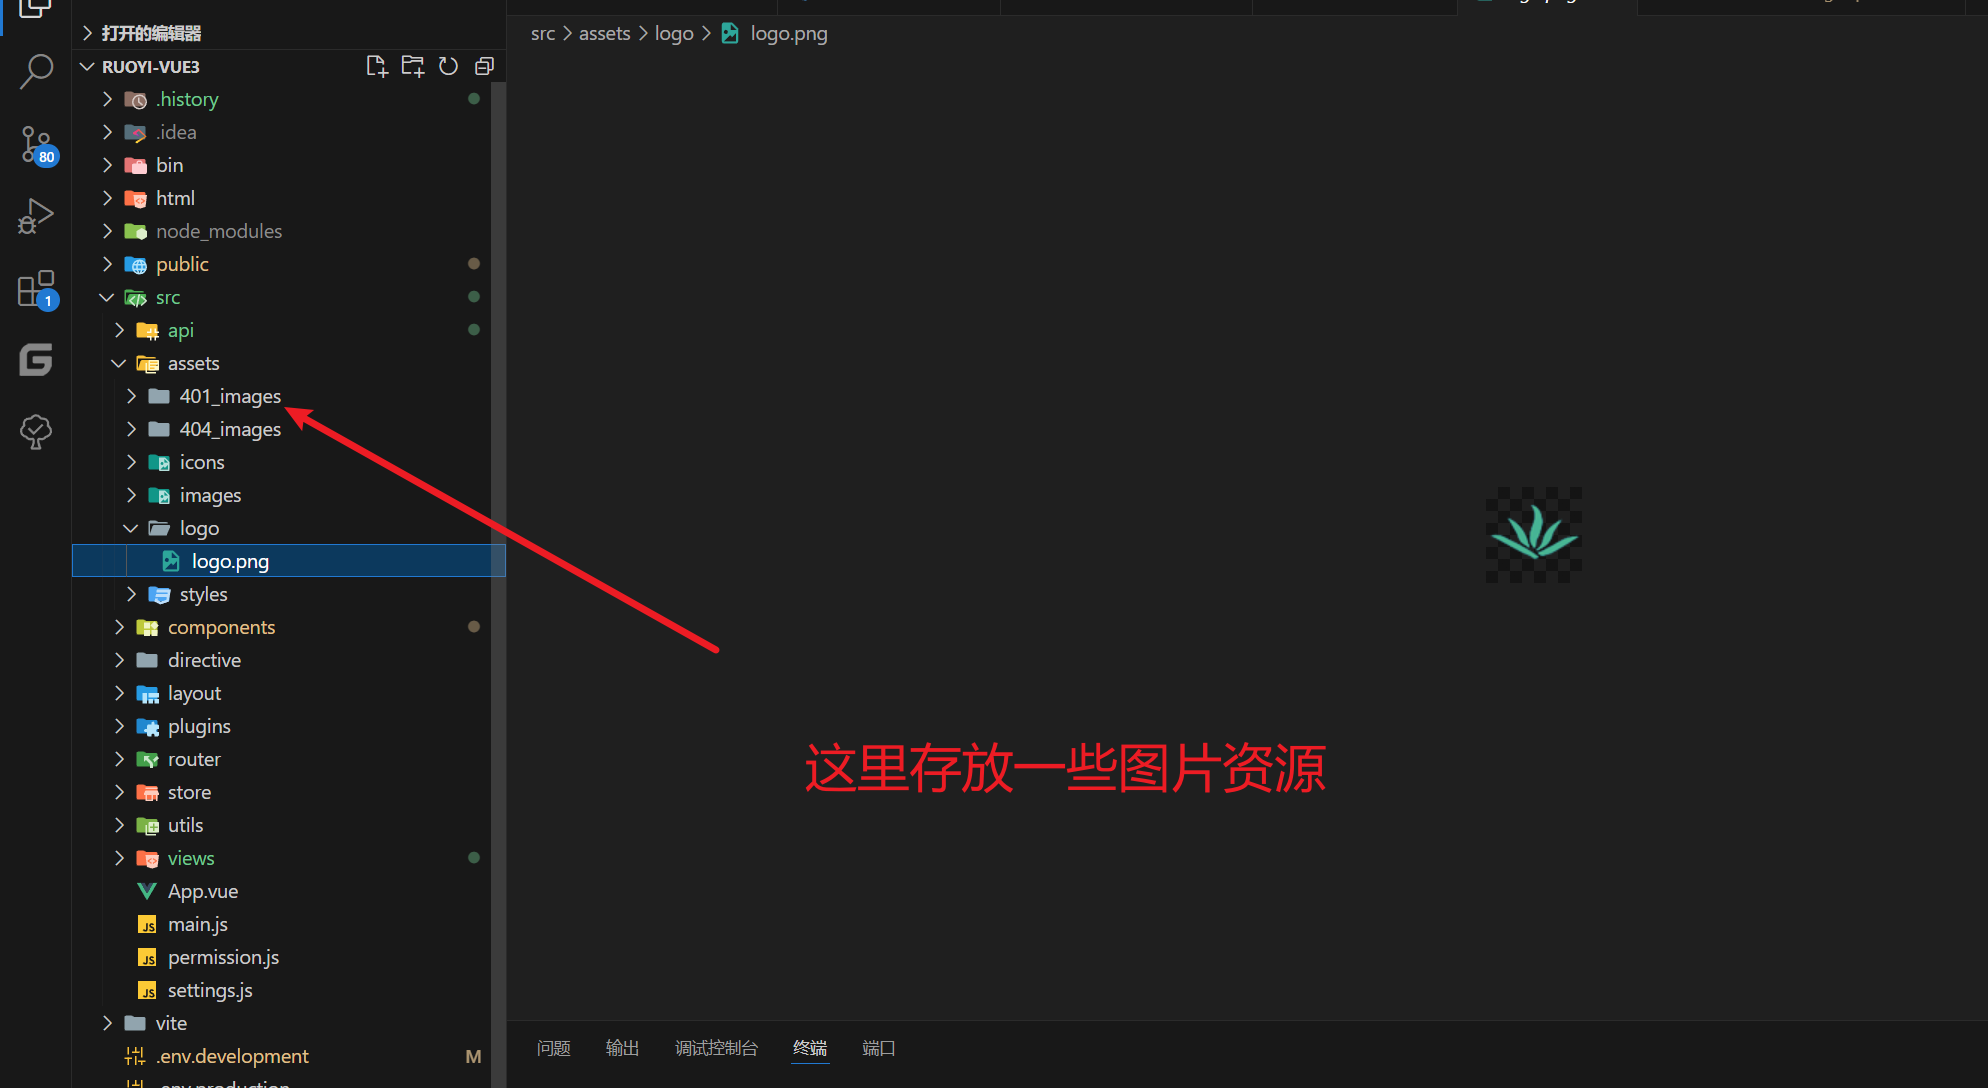 打开的编辑器
RUOYI-VUE3
.history
.idea
bin
html
node_modules
public
src
api
assets
401_images
404_images
icons
images
logo
logo.png
styles
components
directive
layout
plugins
router
store
utils
views
App.vue
main.js
permission.js
settings.js
vite
.env.development M
.env.production
80
1
src > assets > logo > logo.png
这里存放一些图片资源
问题 输出 调试控制台 终端 端口